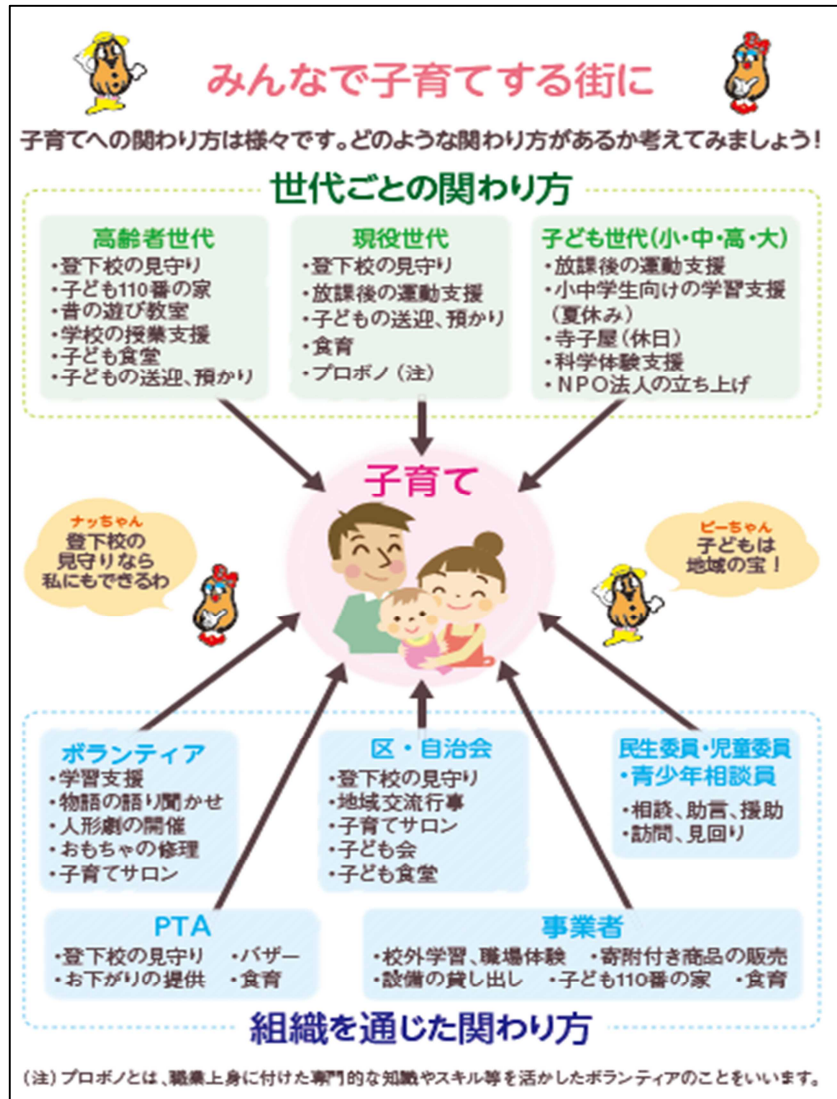 みんなで子育てする街に
子育てへの関わり方は様々です。どのような関わり方があるか考えてみましょう!
世代ごとの関わり方
高齢者世代
・登下校の見守り
・子ども110番の家
・昔の遊び教室
・学校の授業支援
・子ども食堂
・子どもの送迎、預かり
現役世代
・登下校の見守り
・放課後の運動支援
・子どもの送迎、預かり
・食育
・プロボノ(注)
子ども世代(小・中・高・大)
・放課後の運動支援
・小中学生向けの学習支援
(夏休み)
・寺子屋(休日)
・科学体験支援
・NPO法人の立ち上げ
子育て
ナッちゃん
登下校の
見守りなら
私にもできるわ
ピーちゃん
子どもは
地域の宝!
ボランティア
・学習支援
・物語の語り聞かせ
・人形劇の開催
・おもちゃの修理
・子育てサロン
区・自治会
・登下校の見守り
・地域交流行事
・子育てサロン
・子ども会
・子ども食堂
民生委員・児童委員
・青少年相談員
・相談、助言、援助
・訪問、見回り
PTA
・登下校の見守り ・バザー
・お下がりの提供 ・食育
事業者
・校外学習、職場体験 ・寄附付き商品の販売
・設備の貸し出し ・子ども110番の家 ・食育
組織を通じた関わり方
(注)プロボノとは、職業上身に付けた専門的な知識やスキル等を活かしたボランティアのことをいいます。